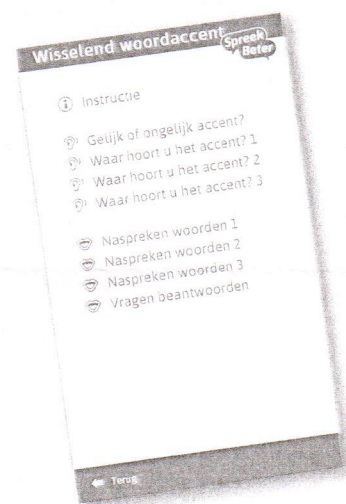 Wisselend woordaccent
Spreek
Beter
Instructie
Gelijk of ongelijk accent?
Waar hoort u het accent? 1
Waar hoort u het accent? 2
Waar hoort u het accent? 3
Naspreken woorden 1
Naspreken woorden 2
Naspreken woorden 3
Vragen beantwoorden
Terug